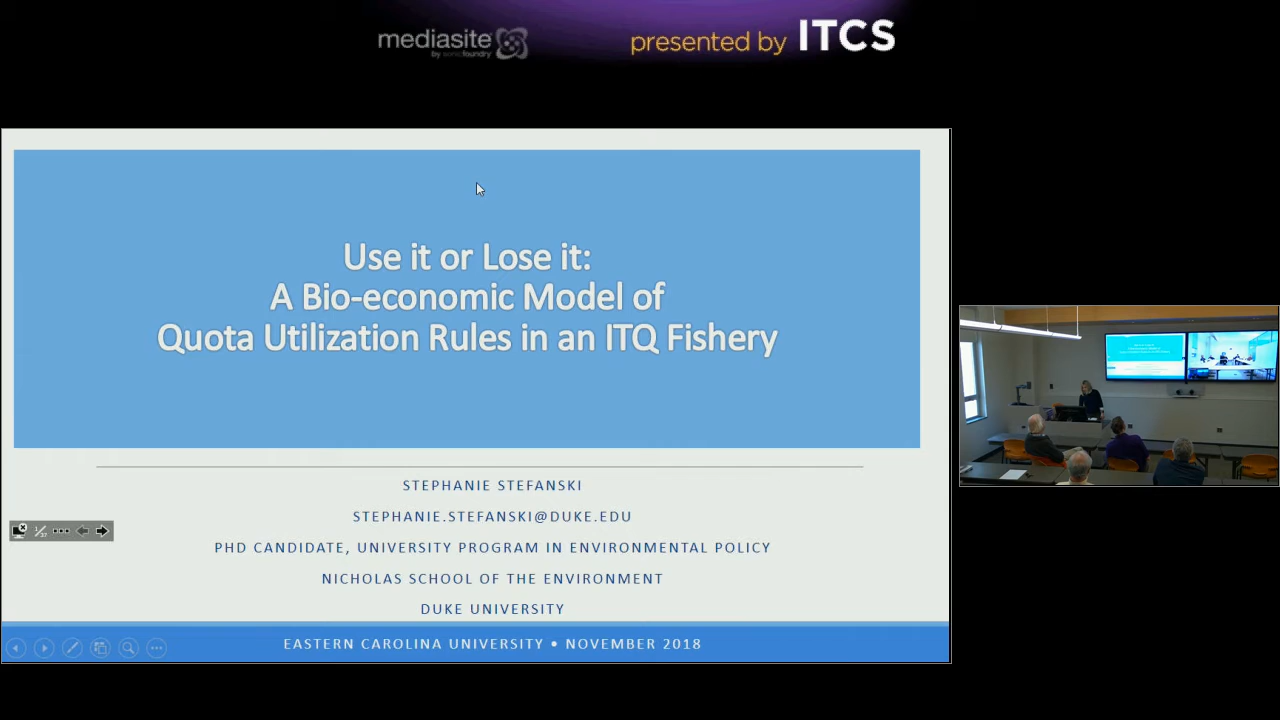 mediasite
by sonicfoundry
presented by ITCS
Use it or Lose it:
A Bio-economic Model of
Quota Utilization Rules in an ITQ Fishery
STEPHANIE STEFANSKI
STEPHANIE.STEFANSKI@DUKE.EDU
PHD CANDIDATE, UNIVERSITY PROGRAM IN ENVIRONMENTAL POLICY
NICHOLAS SCHOOL OF THE ENVIRONMENT
DUKE UNIVERSITY
EASTERN CAROLINA UNIVERSITY • NOVEMBER 2018